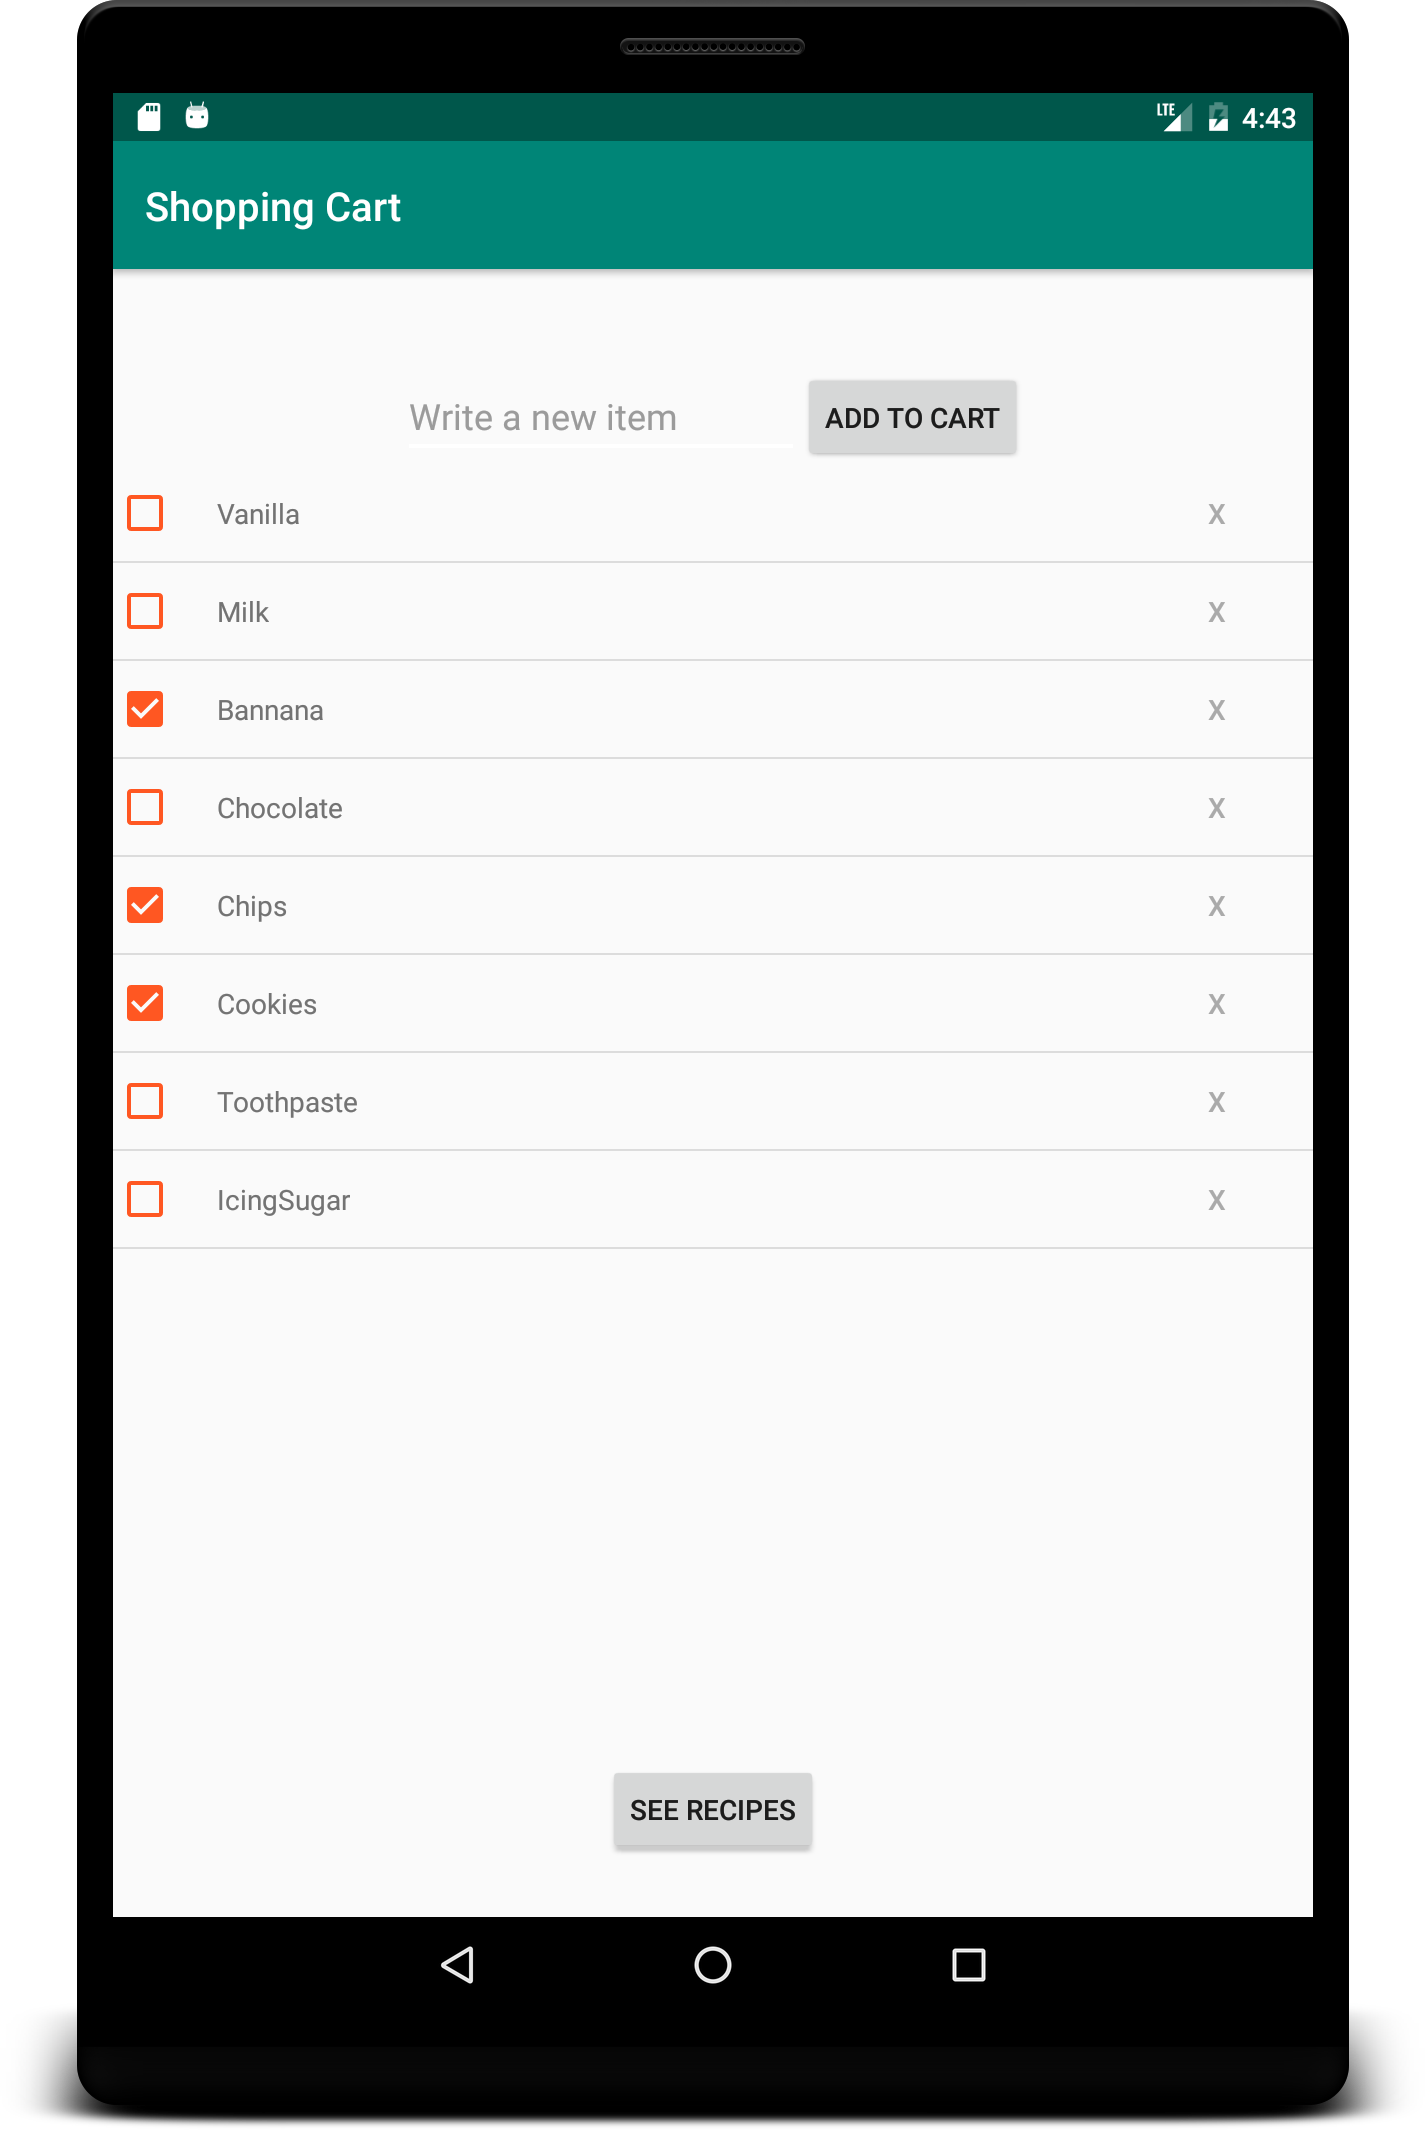 LTE 4:43
Shopping Cart
Write a new item ADD TO CART
Vanilla X
Milk X
Bannana X
Chocolate X
Chips X
Cookies X
Toothpaste X
IcingSugar X
SEE RECIPES